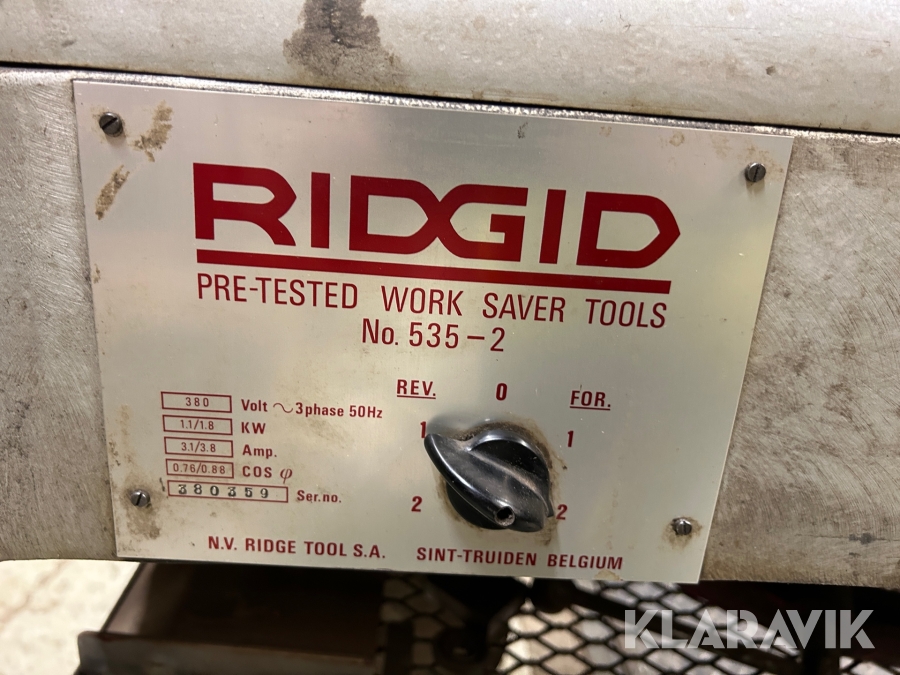 RIDGID
PRE-TESTED WORK SAVER TOOLS
No. 535-2
REV. 0 FOR.
380 Volt ~ 3 phase 50Hz
1.1/1.8 KW
3.1/3.8 Amp.
0.76/0.88 COS φ
380359 Ser.no.
1 1
2 2
N.V. RIDGE TOOL S.A. SINT-TRUIDEN BELGIUM
KLARAVIK